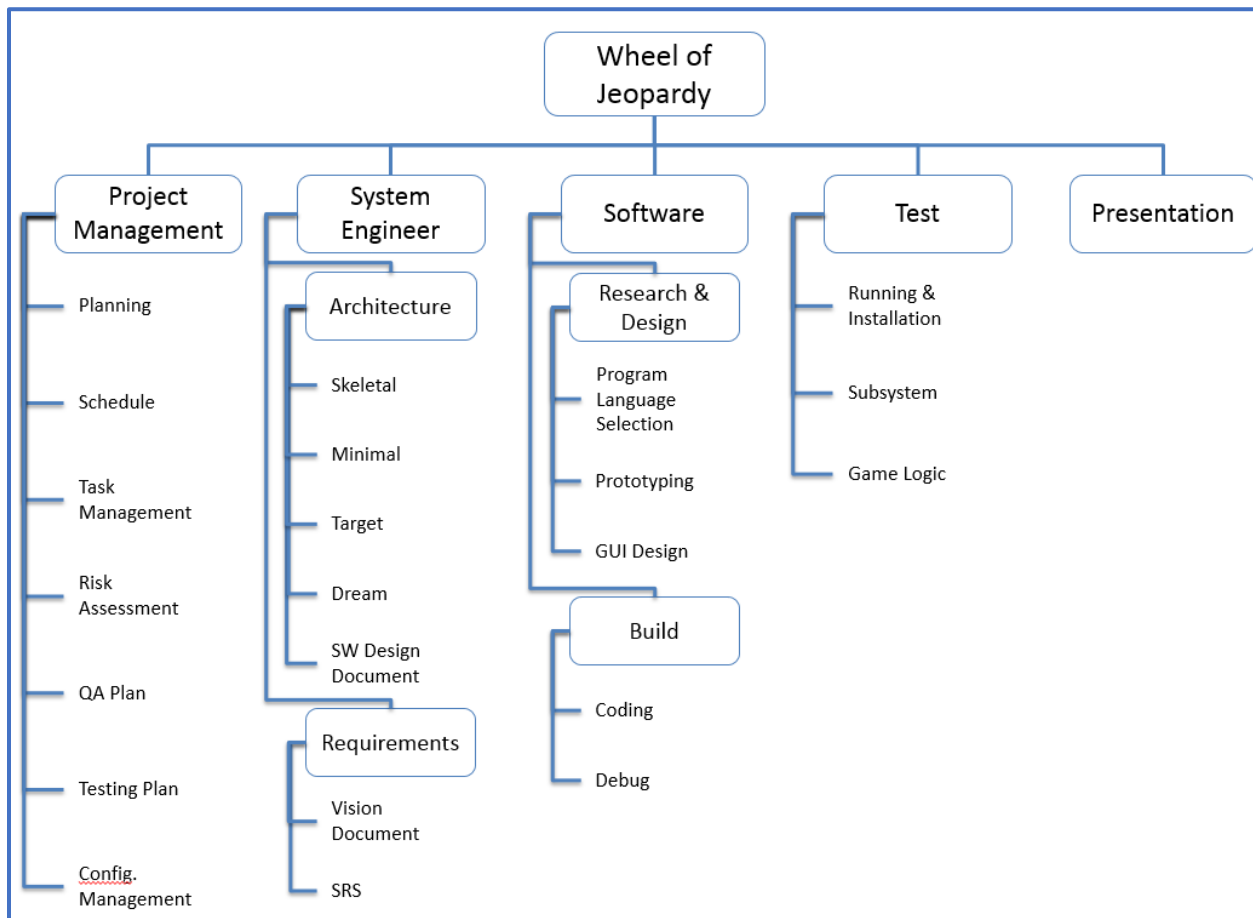 Wheel of
Jeopardy
Project
Management
Planning
Schedule
Task
Management
Risk
Assessment
QA Plan
Testing Plan
Config.
Management
System
Engineer
Architecture
Skeletal
Minimal
Target
Dream
SW Design
Document
Requirements
Vision
Document
SRS
Software
Research &
Design
Program
Language
Selection
Prototyping
GUI Design
Build
Coding
Debug
Test
Running &
Installation
Subsystem
Game Logic
Presentation